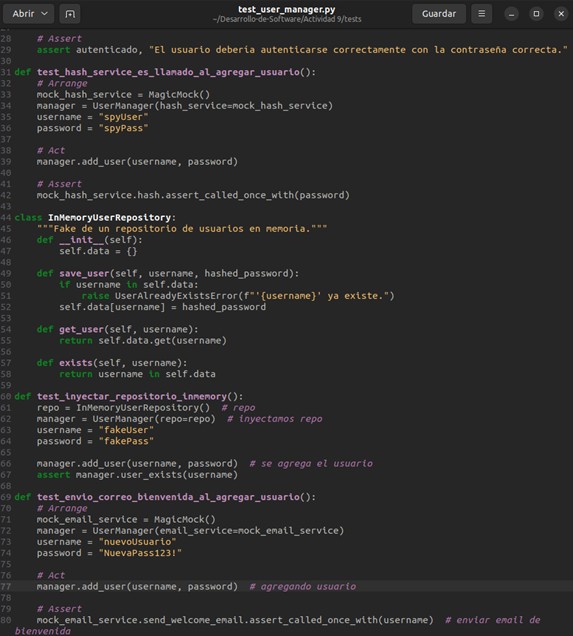 Abrir
test_user_manager.py
~/Desarrollo-de-Software/Actividad 9/tests
Guardar
28     # Assert
29     assert autenticado, "El usuario debería autenticarse correctamente con la contraseña correcta."
30
31 def test_hash_service_es_llamado_al_agregar_usuario():
32     # Arrange
33     mock_hash_service = MagicMock()
34     manager = UserManager(hash_service=mock_hash_service)
35     username = "spyUser"
36     password = "spyPass"
37
38     # Act
39     manager.add_user(username, password)
40
41     # Assert
42     mock_hash_service.hash.assert_called_once_with(password)
43
44 class InMemoryUserRepository:
45     """Fake de un repositorio de usuarios en memoria."""
46     def __init__(self):
47         self.data = {}
48
49     def save_user(self, username, hashed_password):
50         if username in self.data:
51             raise UserAlreadyExistsError(f"'{username}' ya existe.")
52         self.data[username] = hashed_password
53
54     def get_user(self, username):
55         return self.data.get(username)
56
57     def exists(self, username):
58         return username in self.data
59
60 def test_inyectar_repositorio_inmemory():
61     repo = InMemoryUserRepository()  # repo
62     manager = UserManager(repo=repo)  # inyectamos repo
63     username = "fakeUser"
64     password = "fakePass"
65
66     manager.add_user(username, password)  # se agrega el usuario
67     assert manager.user_exists(username)
68
69 def test_envio_correo_bienvenida_al_agregar_usuario():
70     # Arrange
71     mock_email_service = MagicMock()
72     manager = UserManager(email_service=mock_email_service)
73     username = "nuevoUsuario"
74     password = "NuevaPass123!"
75
76     # Act
77     manager.add_user(username, password)  # agregando usuario
78
79     # Assert
80     mock_email_service.send_welcome_email.assert_called_once_with(username)  # enviar email de
bienvenida